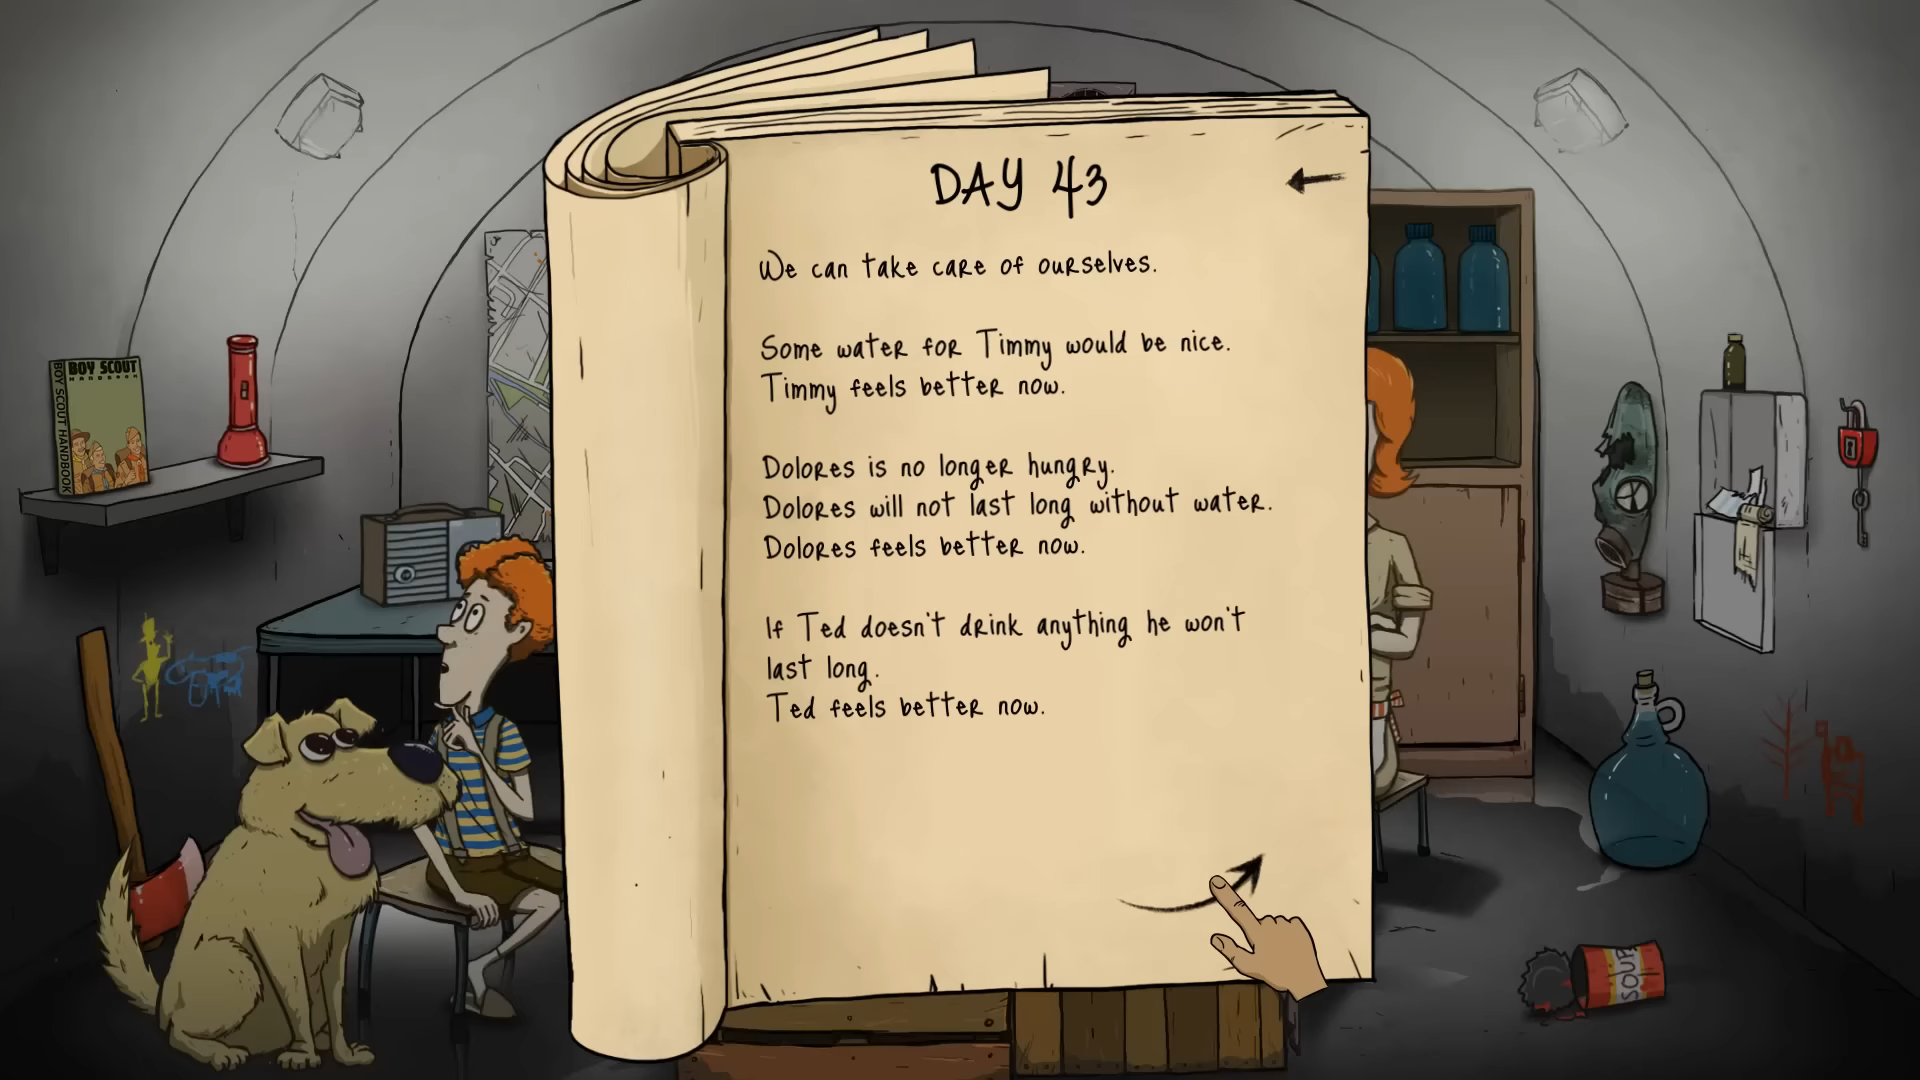 DAY 43
We can take care of ourselves.
Some water for Timmy would be nice.
Timmy feels better now.
Dolores is no longer hungry.
Dolores will not last long without water.
Dolores feels better now.
If Ted doesn't drink anything he won't
last long.
Ted feels better now.
BOY SCOUT
HANDBOOK
BOY SCOUT HANDBOOK
SOUP